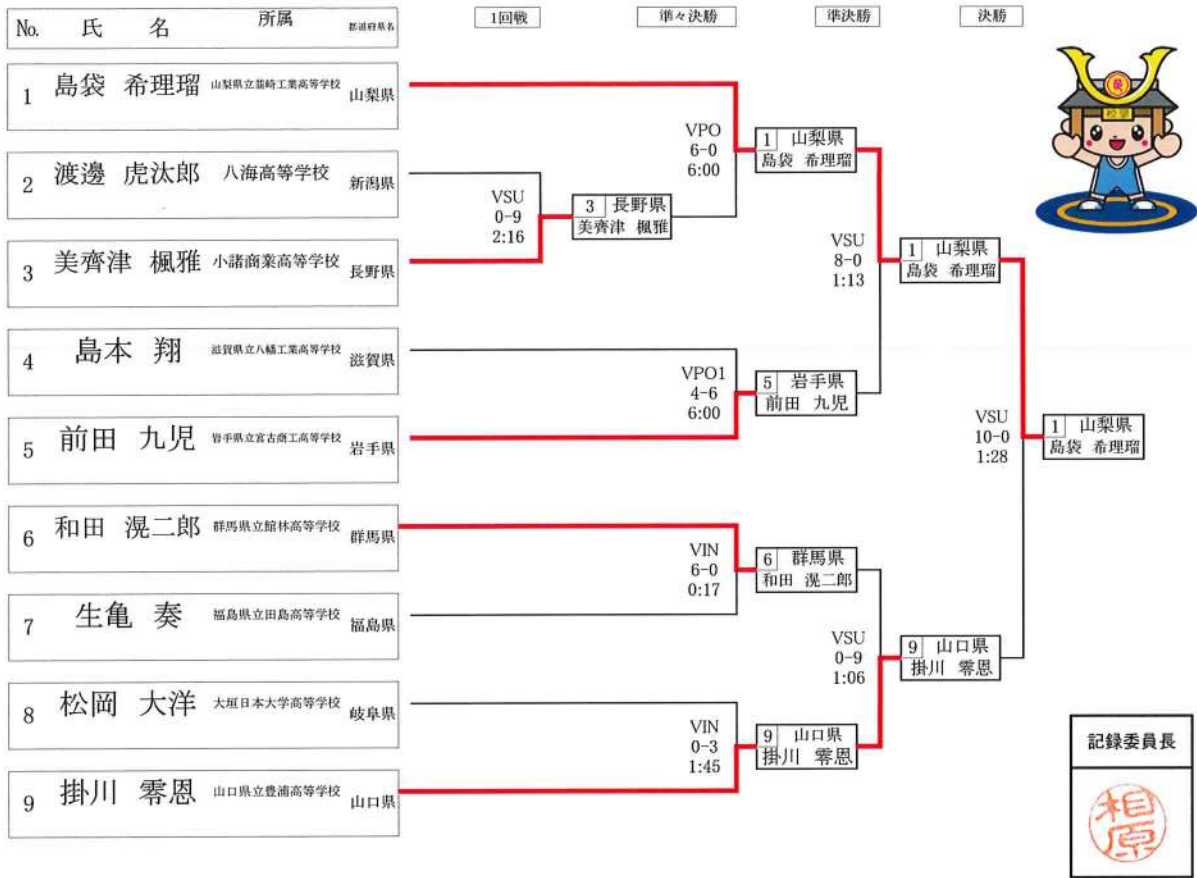 No. 氏 名 所属 都道府県名
1回戦 準々決勝 準決勝 決勝
1 島袋 希理瑠 山梨県立韮崎工業高等学校 山梨県
2 渡邊 虎汰郎 八海高等学校 新潟県
3 美齊津 楓雅 小諸商業高等学校 長野県
4 島本 翔 滋賀県立八幡工業高等学校 滋賀県
5 前田 九児 岩手県立宮古商工高等学校 岩手県
6 和田 滉二郎 群馬県立館林高等学校 群馬県
7 生亀 奏 福島県立田島高等学校 福島県
8 松岡 大洋 大垣日本大学高等学校 岐阜県
9 掛川 零恩 山口県立豊浦高等学校 山口県
VSU
0-9
2:16
3 長野県
美齊津 楓雅
VPO
6-0
6:00
1 山梨県
島袋 希理瑠
VPO1
4-6
6:00
5 岩手県
前田 九児
VIN
6-0
0:17
6 群馬県
和田 滉二郎
VIN
0-3
1:45
9 山口県
掛川 零恩
VSU
8-0
1:13
1 山梨県
島袋 希理瑠
VSU
0-9
1:06
9 山口県
掛川 零恩
VSU
10-0
1:28
1 山梨県
島袋 希理瑠
記録委員長
相原